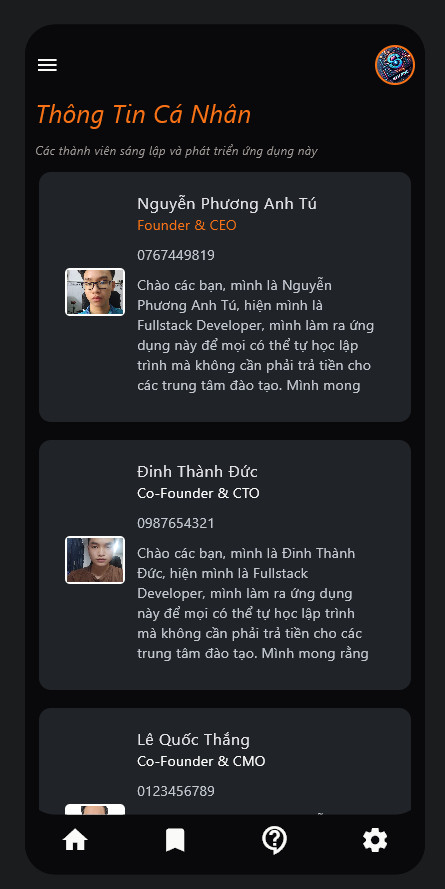 Thông Tin Cá Nhân
Các thành viên sáng lập và phát triển ứng dụng này
Nguyễn Phương Anh Tú
Founder & CEO
0767449819
Chào các bạn, mình là Nguyễn
Phương Anh Tú, hiện mình là
Fullstack Developer, mình làm ra ứng
dụng này để mọi có thể tự học lập
trình mà không cần phải trả tiền cho
các trung tâm đào tạo. Mình mong
Đinh Thành Đức
Co-Founder & CTO
0987654321
Chào các bạn, mình là Đinh Thành
Đức, hiện mình là Fullstack
Developer, mình làm ra ứng dụng
này để mọi có thể tự học lập trình
mà không cần phải trả tiền cho các
trung tâm đào tạo. Mình mong rằng
Lê Quốc Thắng
Co-Founder & CMO
0123456789